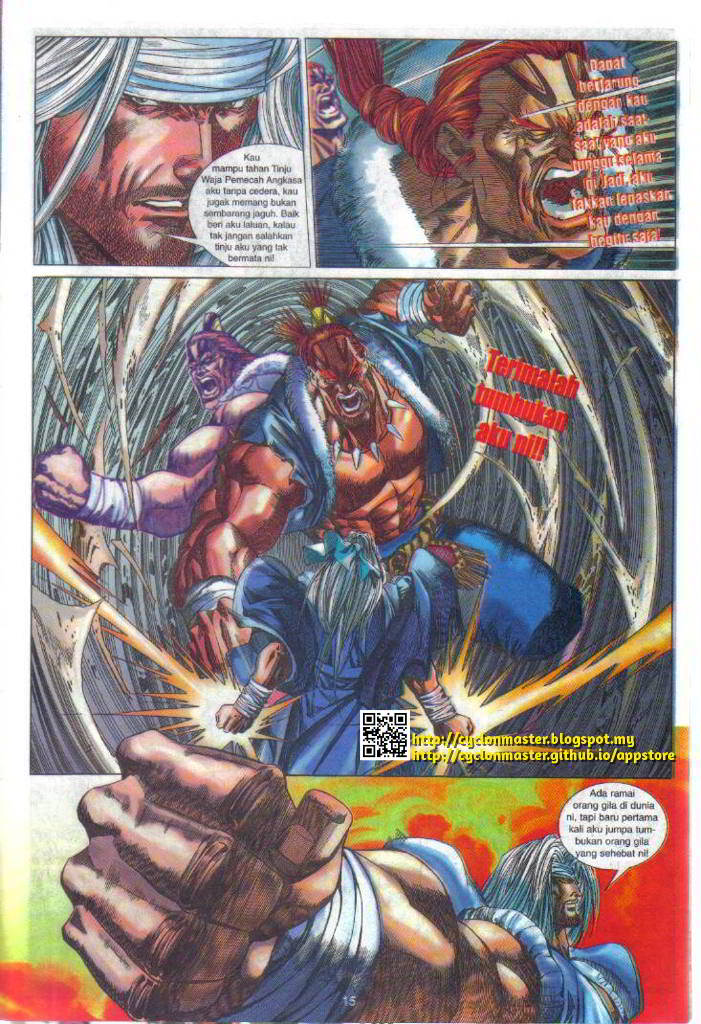 Kau
mampu tahan Tinju
Waja Pemecah Angkasa
aku tanpa cedera, kau
jugak memang bukan
sembarang jaguh. Baik
beri aku laluan, kalau
tak jangan salahkan
tinju aku yang tak
bermata ni!
Dapat
bertarung
dengan kau
adalah saat
saat yang aku
tunggu selama
ni. Jadi, aku
takkan lepaskan
kau dengan
begitu saja!
Terimalah
tumbukan
aku ni!!
http://cyclonmaster.blogspot.my
http://cyclonmaster.github.io/appstore
Ada ramai
orang gila di dunia
ni, tapi baru pertama
kali aku jumpa tum-
bukan orang gila
yang sehebat ni!
15